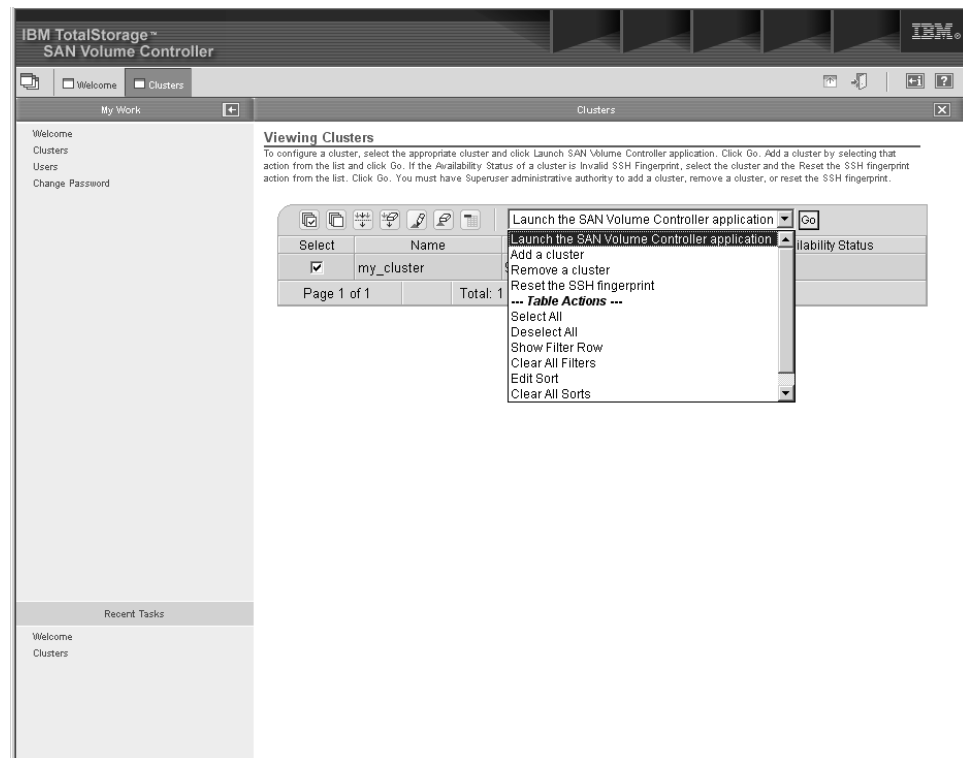 IBM TotalStorage™
SAN Volume Controller
IBM®
Welcome
Clusters
My Work
Clusters
Welcome
Clusters
Users
Change Password
Viewing Clusters
To configure a cluster, select the appropriate cluster and click Launch SAN Volume Controller application. Click Go. Add a cluster by selecting that
action from the list and click Go. If the Availability Status of a cluster is Invalid SSH Fingerprint, select the cluster and the Reset the SSH fingerprint
action from the list. Click Go. You must have Superuser administrative authority to add a cluster, remove a cluster, or reset the SSH fingerprint.
Launch the SAN Volume Controller application
Go
Select
Name
ilability Status
my_cluster
Page 1 of 1
Total: 1
Launch the SAN Volume Controller application
Add a cluster
Remove a cluster
Reset the SSH fingerprint
--- Table Actions ---
Select All
Deselect All
Show Filter Row
Clear All Filters
Edit Sort
Clear All Sorts
Recent Tasks
Welcome
Clusters